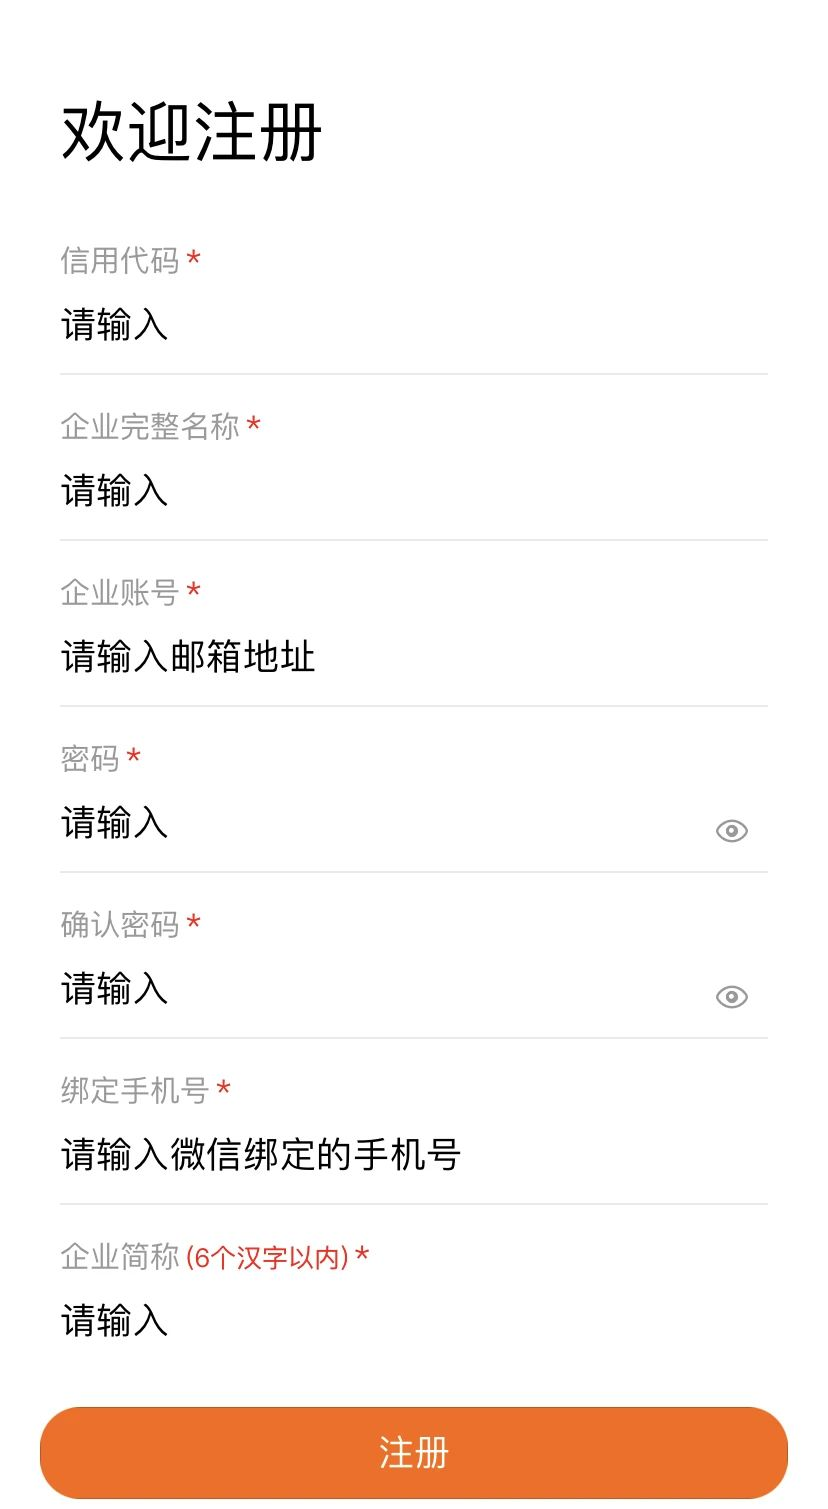 欢迎注册
信用代码 *
请输入
企业完整名称 *
请输入
企业账号 *
请输入邮箱地址
密码 *
请输入
确认密码 *
请输入
绑定手机号 *
请输入微信绑定的手机号
企业简称 (6个汉字以内) *
请输入
注册